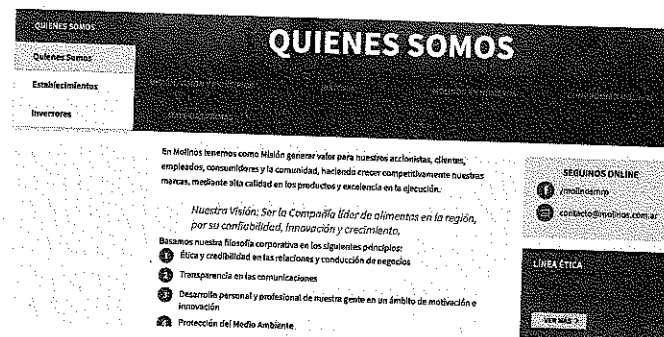 QUIENES SOMOS
QUIENES SOMOS
Quienes Somos
Establecimientos
Inversores
En Molinos tenemos como Misión generar valor para nuestros accionistas, clientes,
empleados, consumidores y la comunidad, haciendo crecer competitivamente nuestras
marcas, mediante alta calidad en los productos y excelencia en la ejecución.
Nuestra Visión: Ser la Compañía líder de alimentos en la región,
por su confiabilidad, innovación y crecimiento.
Basamos nuestra filosofía corporativa en los siguientes principios:
1 Ética y credibilidad en las relaciones y conducción de negocios
2 Transparencia en las comunicaciones
3 Desarrollo personal y profesional de nuestra gente en un ámbito de motivación e
innovación
4 Protección del Medio Ambiente
SEGUINOS ONLINE
/molinosrp
contacto@molinos.com.ar
LÍNEA ÉTICA
VER MÁS